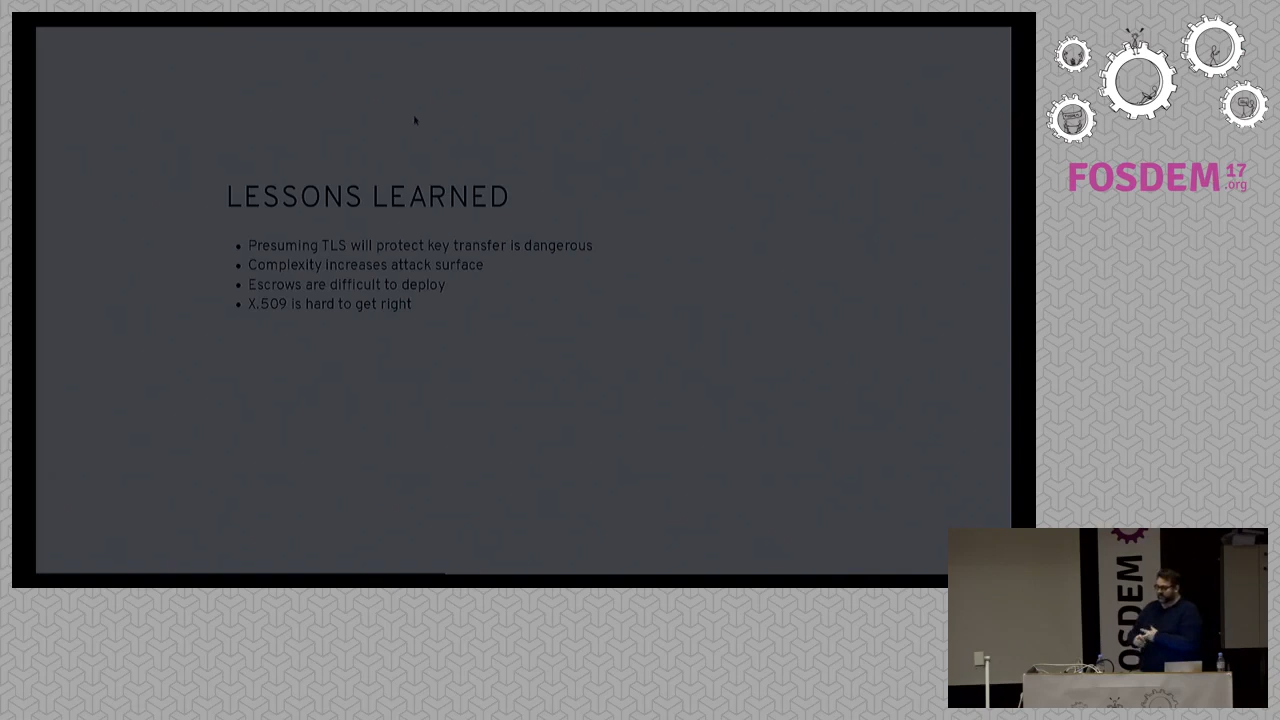 LESSONS LEARNED
Presuming TLS will protect key transfer is dangerous
Complexity increases attack surface
Escrows are difficult to deploy
X.509 is hard to get right
FOSDEM 17
.org
OSDEM